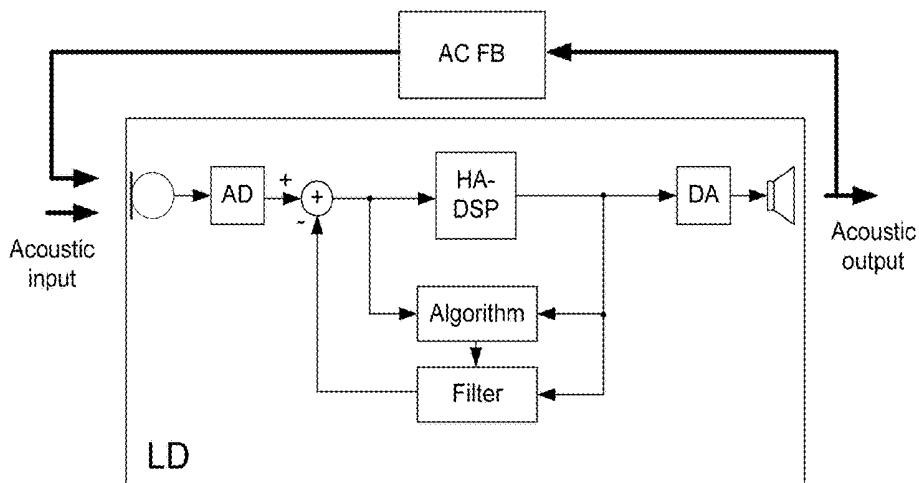 AC FB
AD
+
+
-
HA-
DSP
DA
Acoustic
input
Acoustic
output
Algorithm
Filter
LD